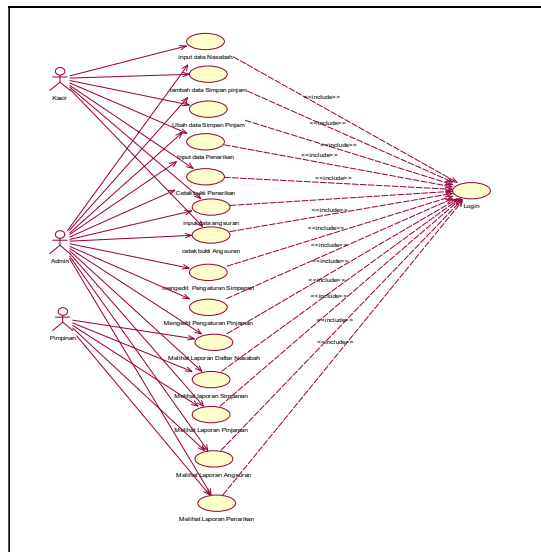 input data Nasabah
Kasir
tambah data Simpan pinjam
<<include>>
<<include>>
Ubah data Simpan Pinjam
<<include>>
Input data Penarikan
<<include>>
<<include>>
Cetak bukti Penarikan
<<include>>
Login
input data angsuran
<<include>>
cetak bukti Angsuran
<<include>>
Admin
<<include>>
mengedit Pengaturan Simpanan
<<include>>
<<include>>
Mengedit Pengaturan Pinjaman
<<include>>
Pimpinan
<<include>>
Melihat Laporan Daftar Nasabah
<<include>>
Melihat laporan Simpanan
Melihat Laporan Pinjaman
Melihat Laporan Angsuran
Melihat Laporan Penarikan